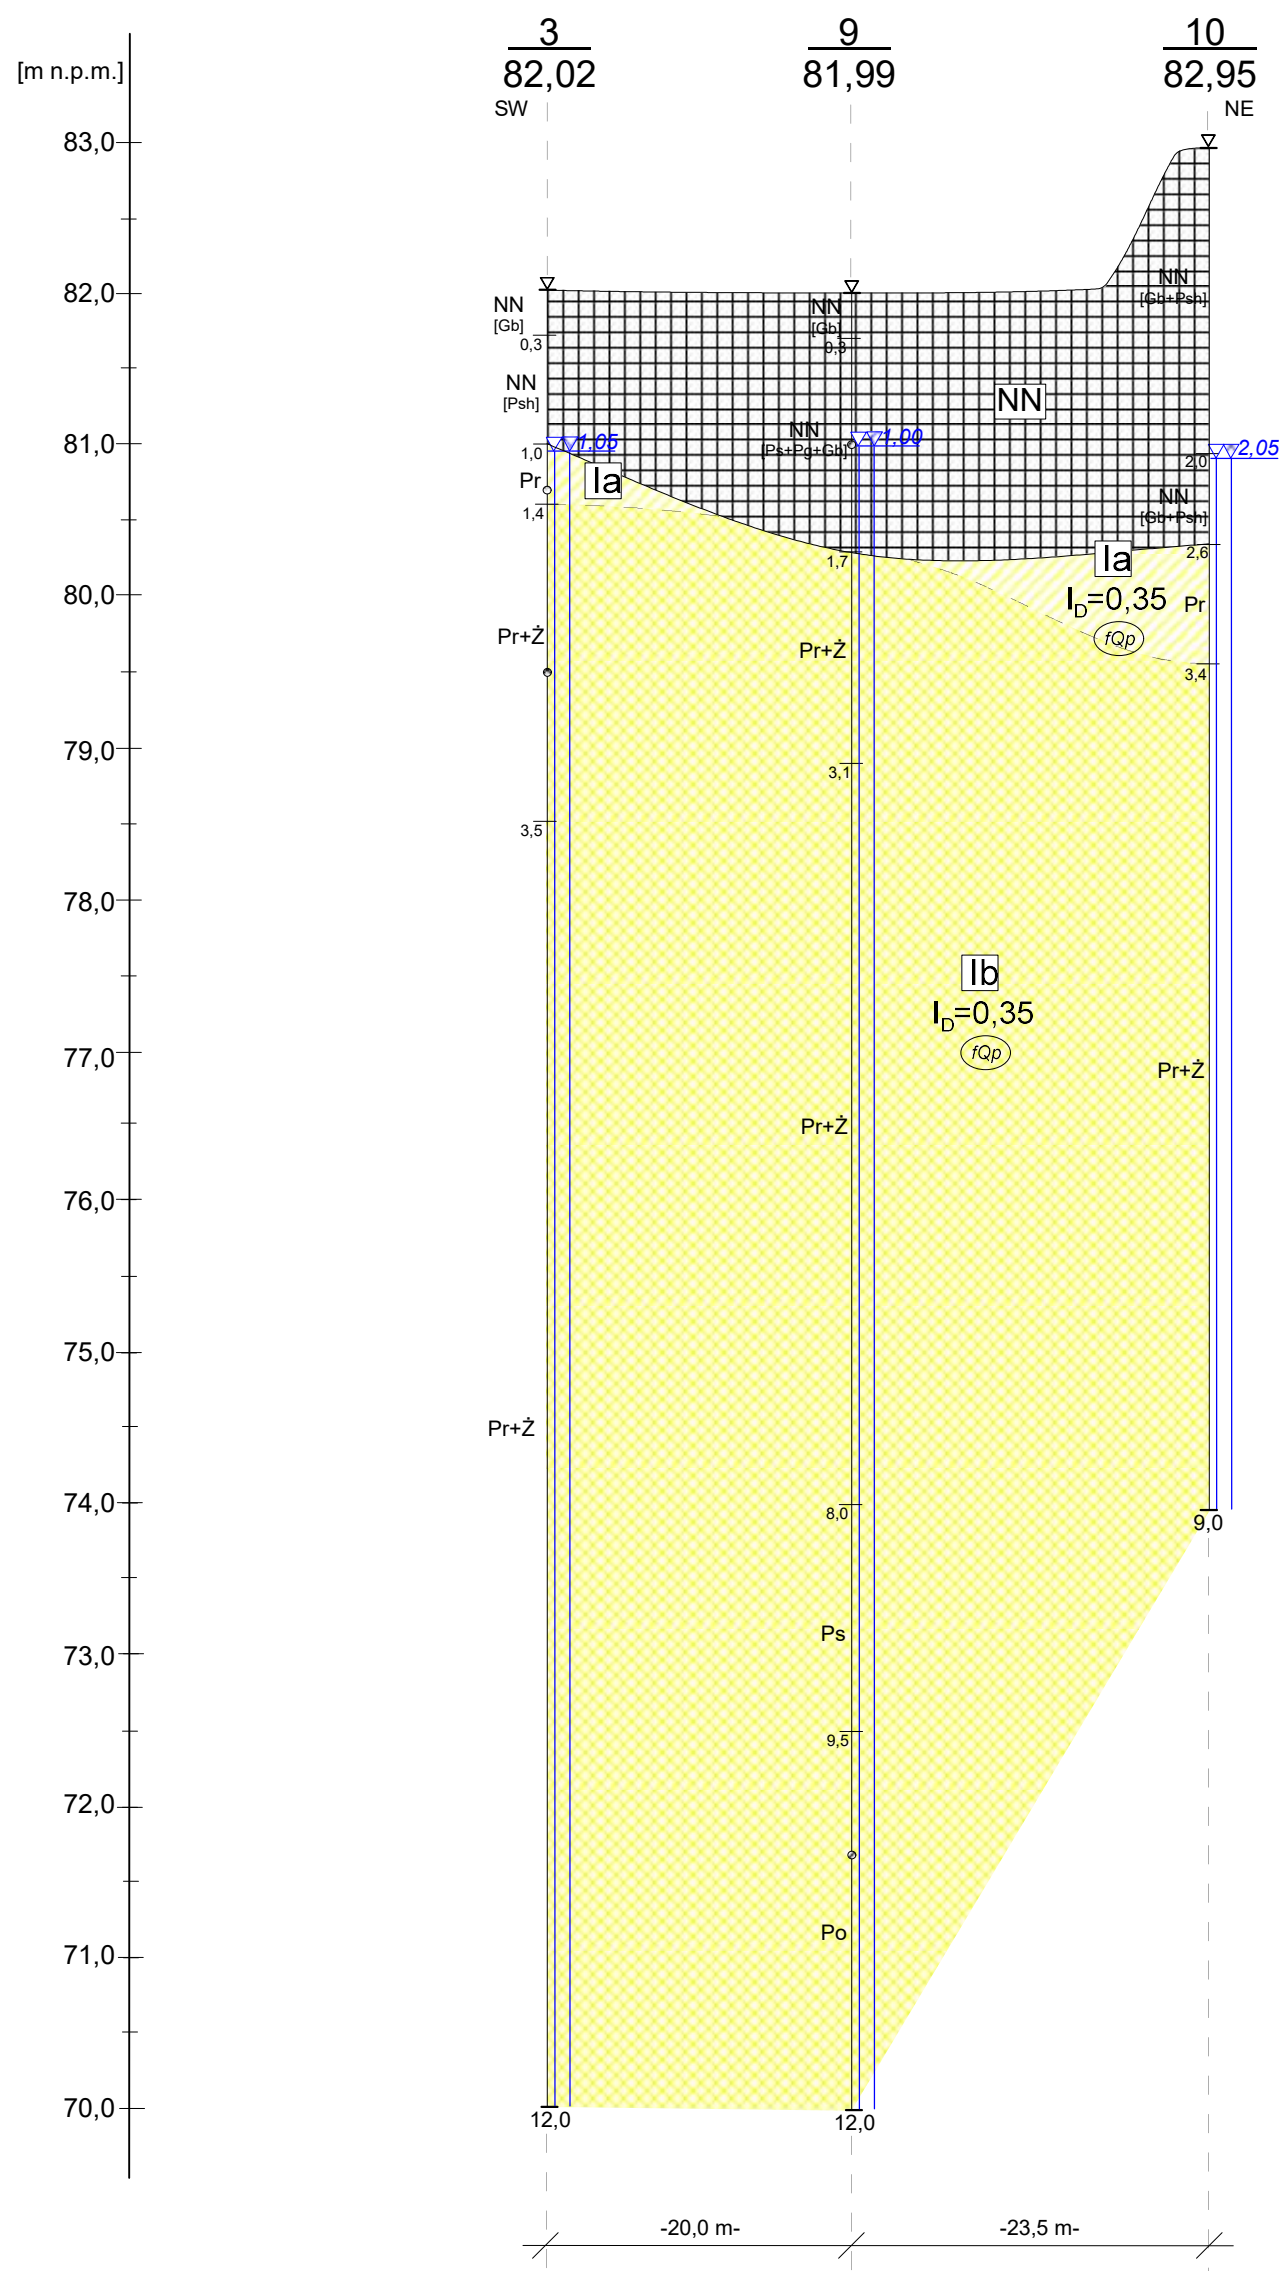 3
9
10
[m n.p.m.]
82,02
81,99
82,95
SW
NE
83,0
NN
[Gb+Psh]
82,0
NN
[Gb]
0,3
NN
[Gb]
0,3
NN
[Psh]
NN
81,0
1,0
1,05
NN
[Ps+Pg+Gb]
1,00
2,0
2,05
Pr
Ia
1,4
NN
[Gb+Psh]
1,7
Ia
2,6
80,0
ID=0,35
Pr
fQp
Pr+Ż
Pr+Ż
3,4
79,0
3,1
3,5
78,0
Ib
ID=0,35
fQp
77,0
Pr+Ż
Pr+Ż
76,0
75,0
Pr+Ż
74,0
8,0
9,0
73,0
Ps
9,5
72,0
Po
71,0
70,0
12,0
12,0
-20,0 m-
-23,5 m-